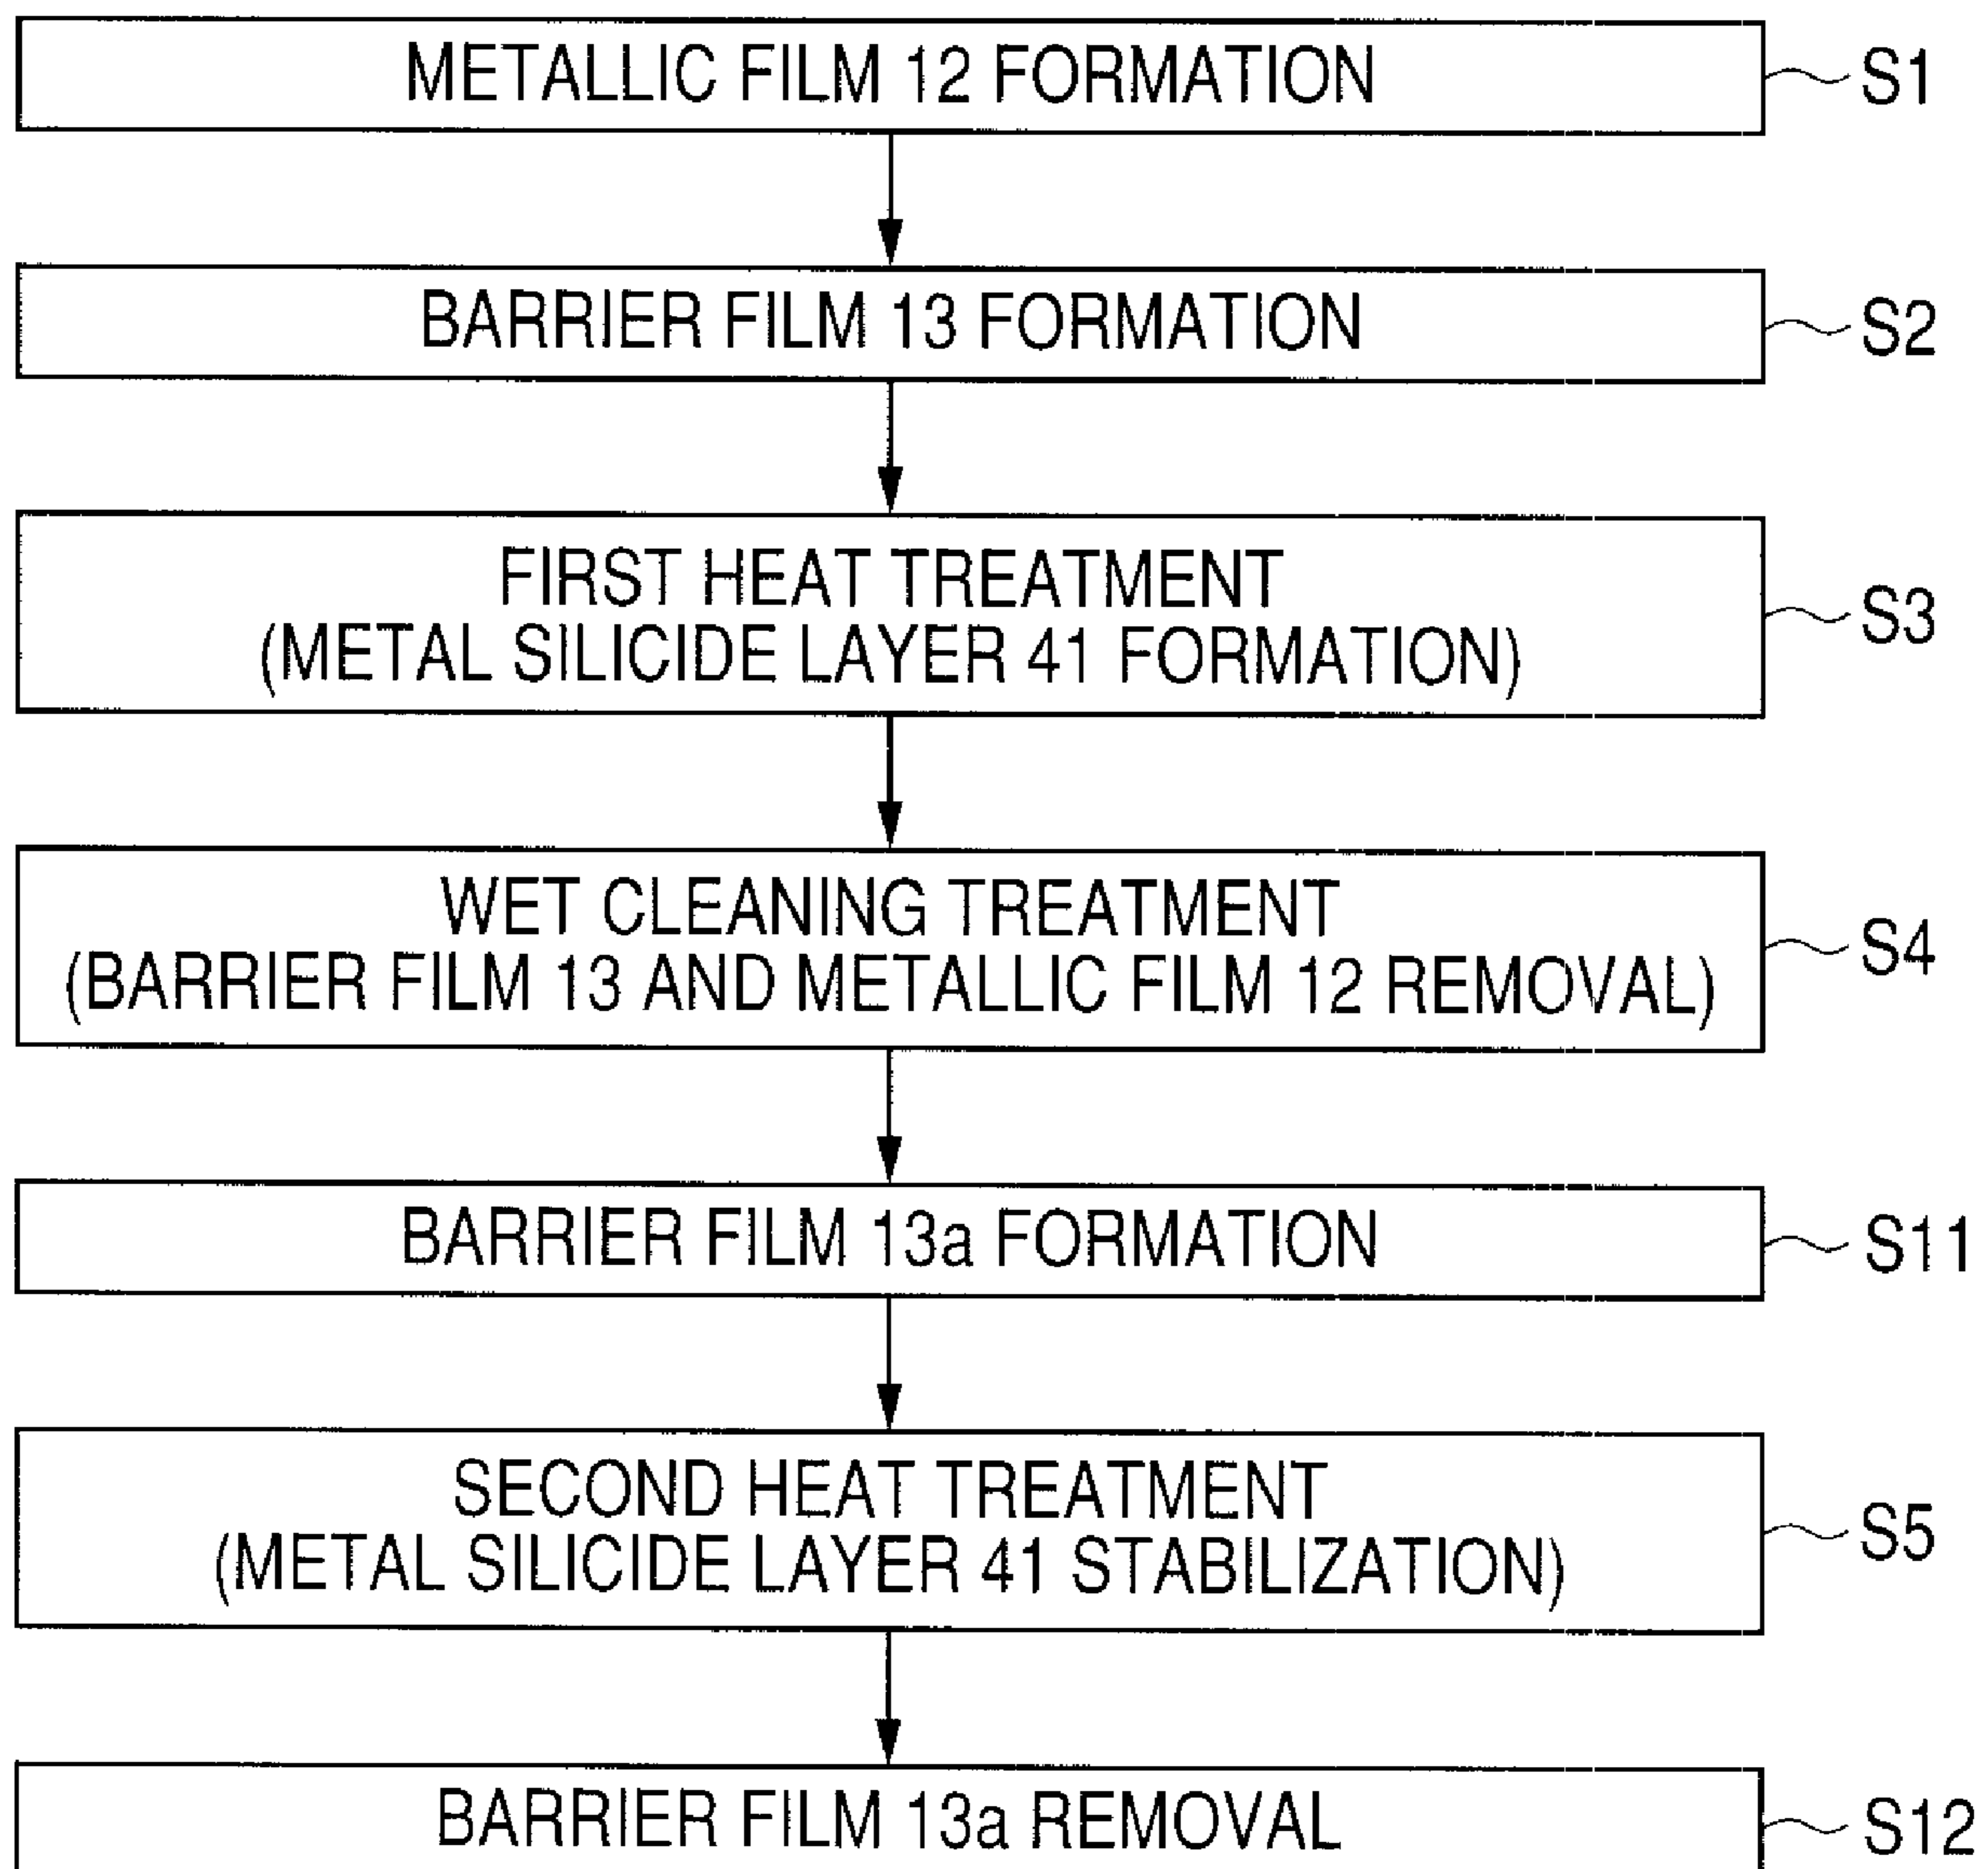 METALLIC FILM 12 FORMATION
S1
BARRIER FILM 13 FORMATION
S2
FIRST HEAT TREATMENT
(METAL SILICIDE LAYER 41 FORMATION)
S3
WET CLEANING TREATMENT
(BARRIER FILM 13 AND METALLIC FILM 12 REMOVAL)
S4
BARRIER FILM 13a FORMATION
S11
SECOND HEAT TREATMENT
(METAL SILICIDE LAYER 41 STABILIZATION)
S5
BARRIER FILM 13a REMOVAL
S12